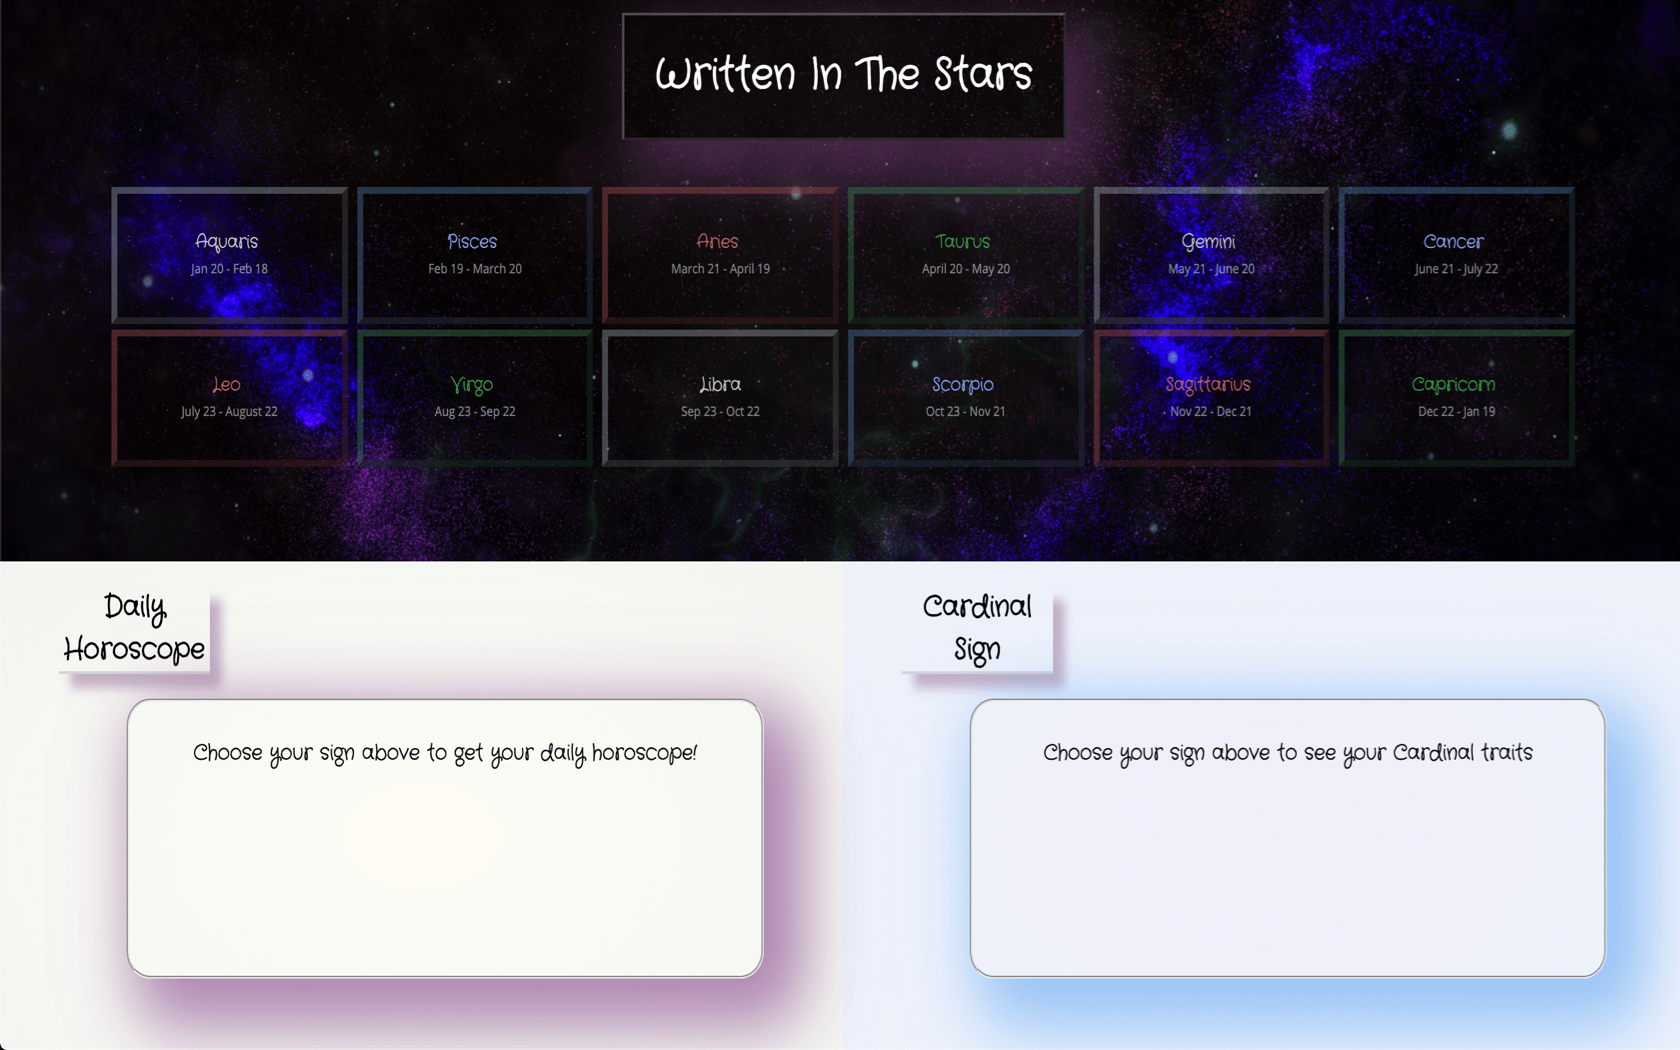 Written In The Stars
Aquaris
Jan 20 - Feb 18
Pisces
Feb 19 - March 20
Aries
March 21 - April 19
Taurus
April 20 - May 20
Gemini
May 21 - June 20
Cancer
June 21 - July 22
Leo
July 23 - August 22
Virgo
Aug 23 - Sep 22
Libra
Sep 23 - Oct 22
Scorpio
Oct 23 - Nov 21
Sagittarius
Nov 22 - Dec 21
Capricorn
Dec 22 - Jan 19
Daily
Horoscope
Choose your sign above to get your daily horoscope!
Cardinal
Sign
Choose your sign above to see your Cardinal traits